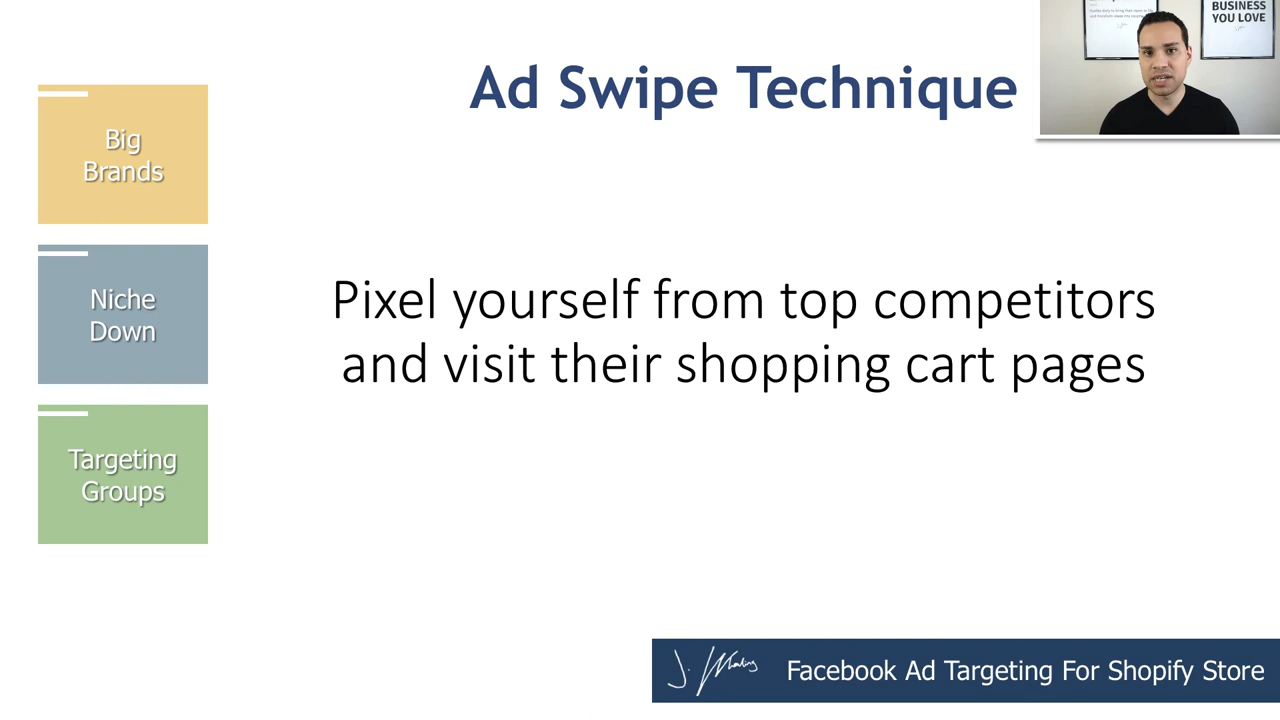 BUSINESS
YOU LOVE
Ad Swipe Technique
Big
Brands
Niche
Down
Targeting
Groups
Pixel yourself from top competitors
and visit their shopping cart pages
Facebook Ad Targeting For Shopify Store